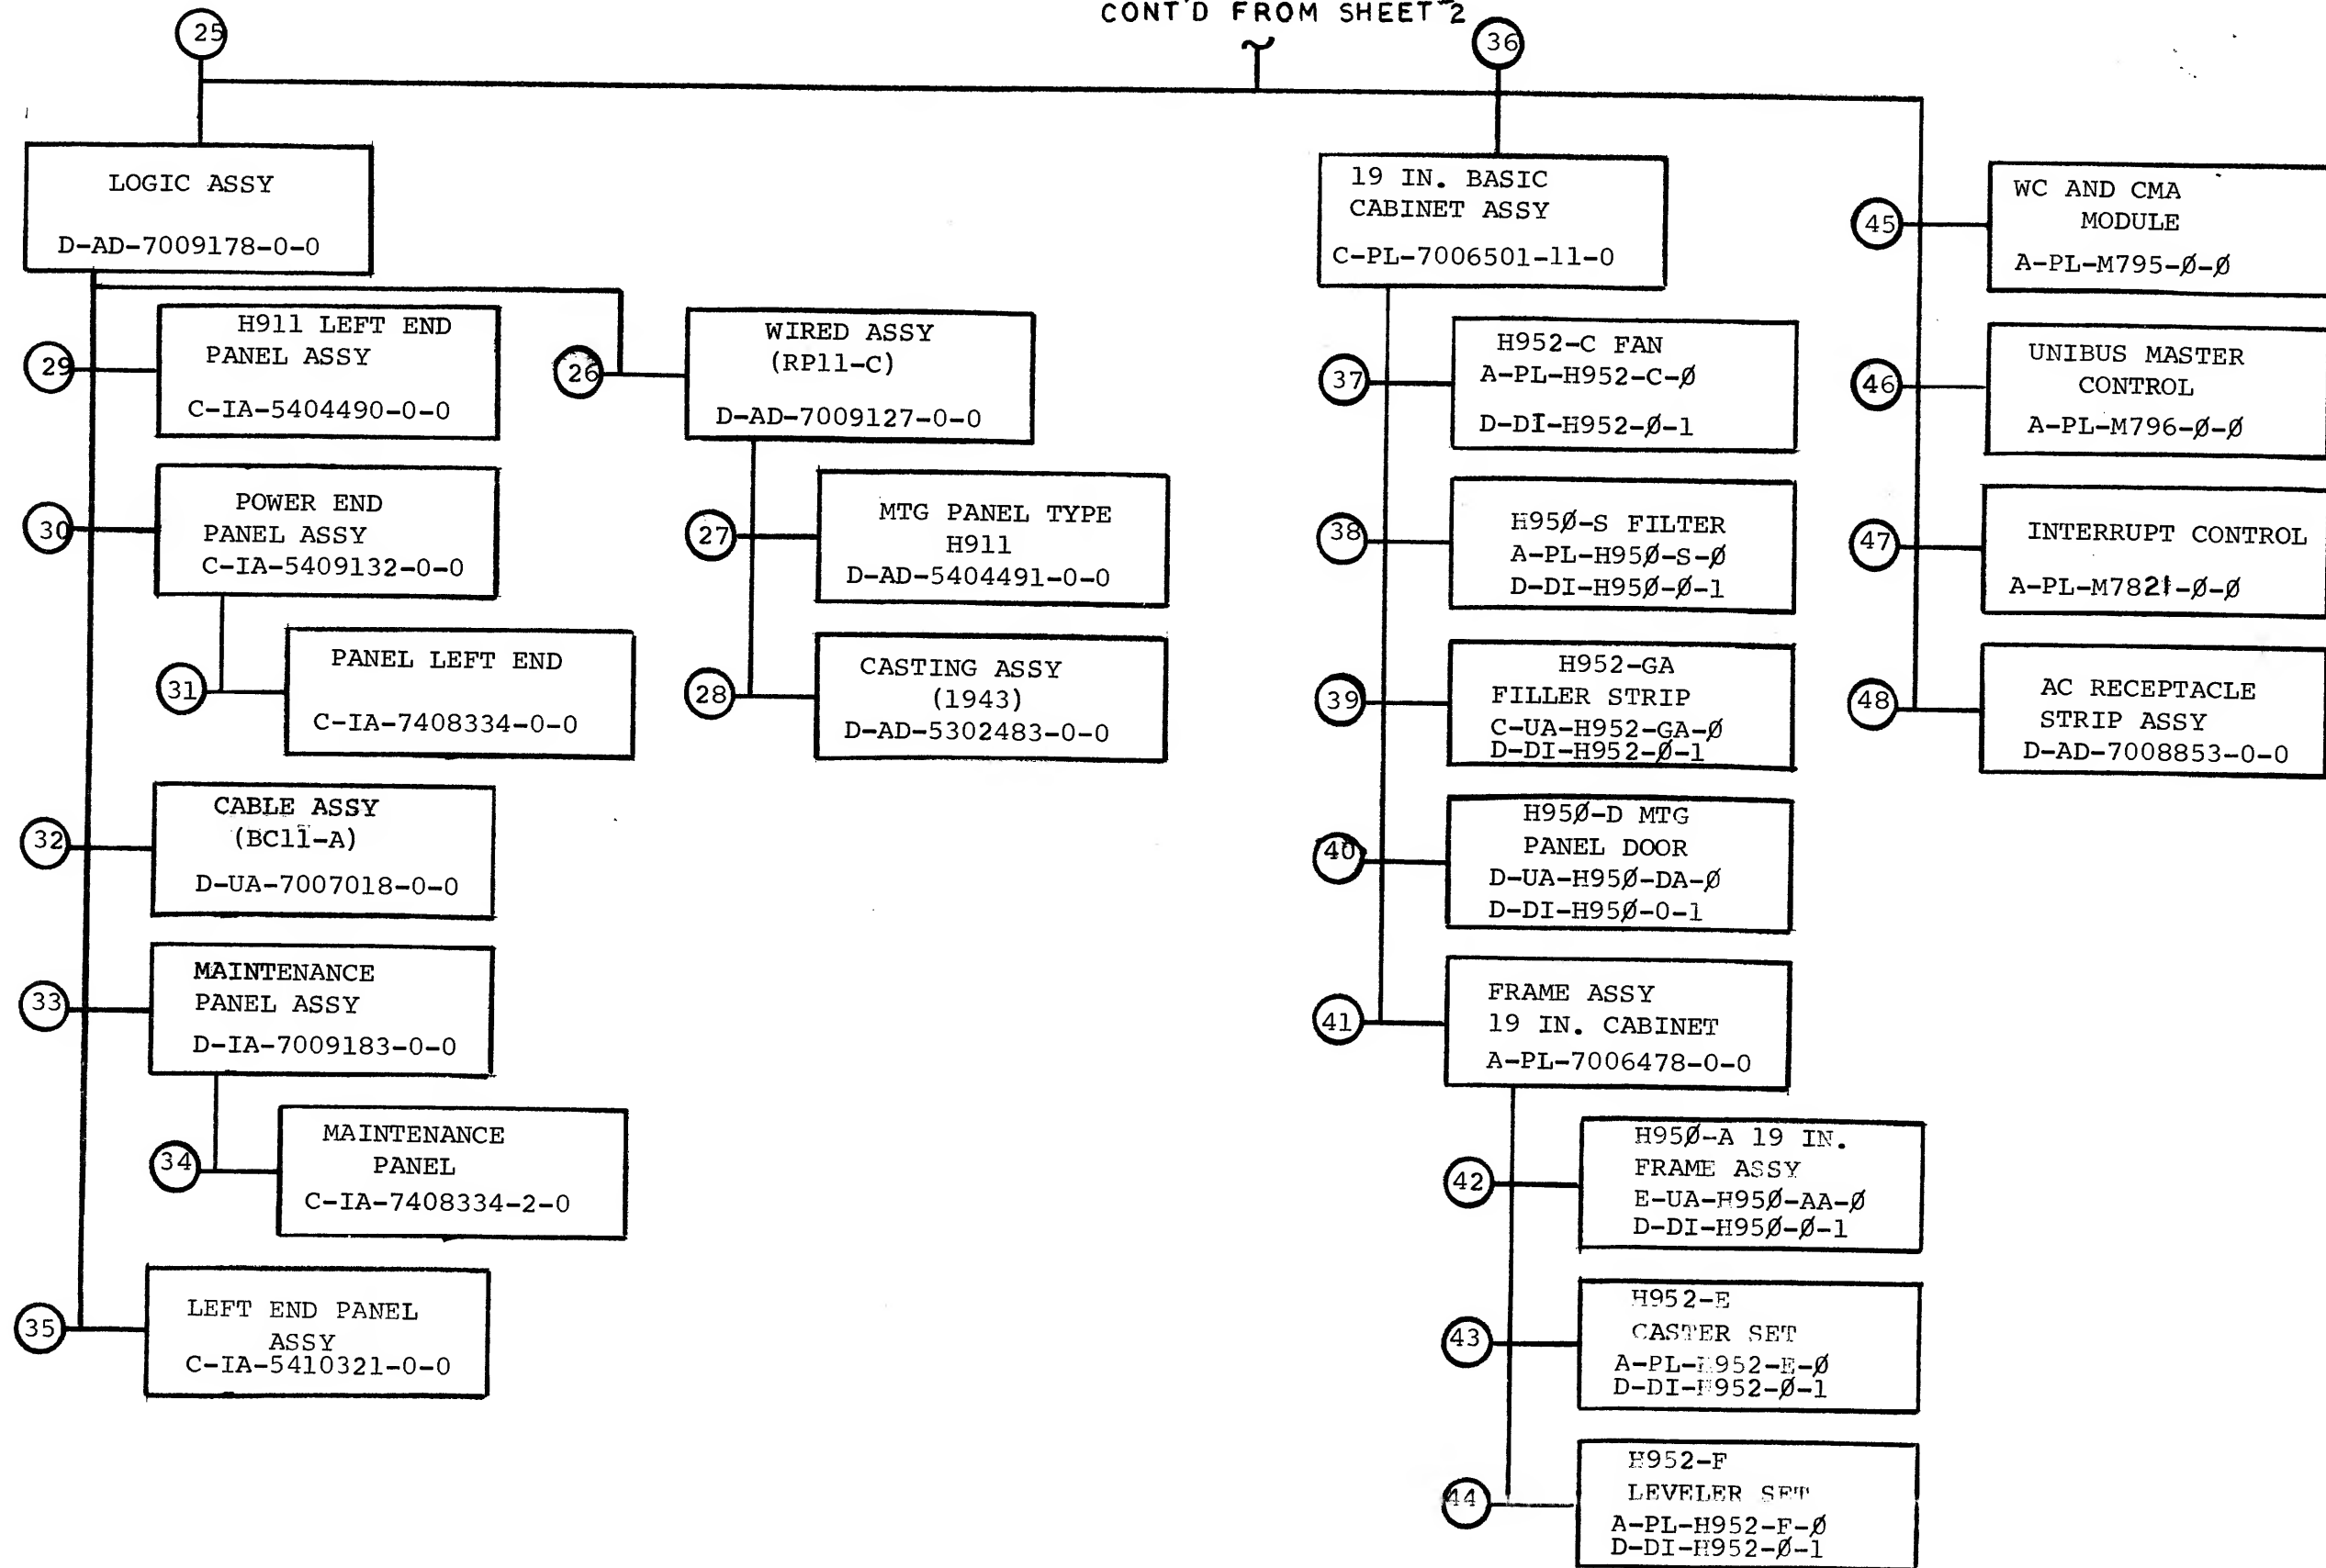 CONT'D FROM SHEET #2
25
LOGIC ASSY
D-AD-7009178-0-0
29
H911 LEFT END
PANEL ASSY
C-IA-5404490-0-0
30
POWER END
PANEL ASSY
C-IA-5409132-0-0
31
PANEL LEFT END
C-IA-7408334-0-0
32
CABLE ASSY
(BC11-A)
D-UA-7007018-0-0
33
MAINTENANCE
PANEL ASSY
D-IA-7009183-0-0
34
MAINTENANCE
PANEL
C-IA-7408334-2-0
35
LEFT END PANEL
ASSY
C-IA-5410321-0-0
26
WIRED ASSY
(RP11-C)
D-AD-7009127-0-0
27
MTG PANEL TYPE
H911
D-AD-5404491-0-0
28
CASTING ASSY
(1943)
D-AD-5302483-0-0
36
19 IN. BASIC
CABINET ASSY
C-PL-7006501-11-0
37
H952-C FAN
A-PL-H952-C-Ø
D-DI-H952-Ø-1
38
H95Ø-S FILTER
A-PL-H95Ø-S-Ø
D-DI-H95Ø-Ø-1
39
H952-GA
FILLER STRIP
C-UA-H952-GA-Ø
D-DI-H952-Ø-1
40
H95Ø-D MTG
PANEL DOOR
D-UA-H95Ø-DA-Ø
D-DI-H95Ø-0-1
41
FRAME ASSY
19 IN. CABINET
A-PL-7006478-0-0
42
H95Ø-A 19 IN.
FRAME ASSY
E-UA-H95Ø-AA-Ø
D-DI-H95Ø-Ø-1
43
H952-E
CASTER SET
A-PL-H952-E-Ø
D-DI-H952-Ø-1
44
H952-F
LEVELER SET
A-PL-H952-F-Ø
D-DI-H952-Ø-1
45
WC AND CMA
MODULE
A-PL-M795-Ø-Ø
46
UNIBUS MASTER
CONTROL
A-PL-M796-Ø-Ø
47
INTERRUPT CONTROL
A-PL-M7821-Ø-Ø
48
AC RECEPTACLE
STRIP ASSY
D-AD-7008853-0-0